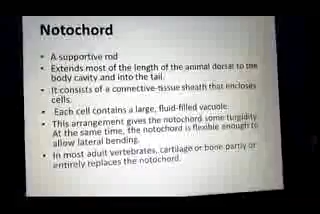 Notochord
• A supportive rod
• Extends most of the length of the animal dorsal to the
body cavity and into the tail.
• It consists of a connective-tissue sheath that encloses
cells.
• Each cell contains a large, fluid-filled vacuole
• This arrangement gives the notochord some turgidity.
At the same time, the notochord is flexible enough to
allow lateral bending.
• In most adult vertebrates, cartilage or bone partly or
entirely replaces the notochord.